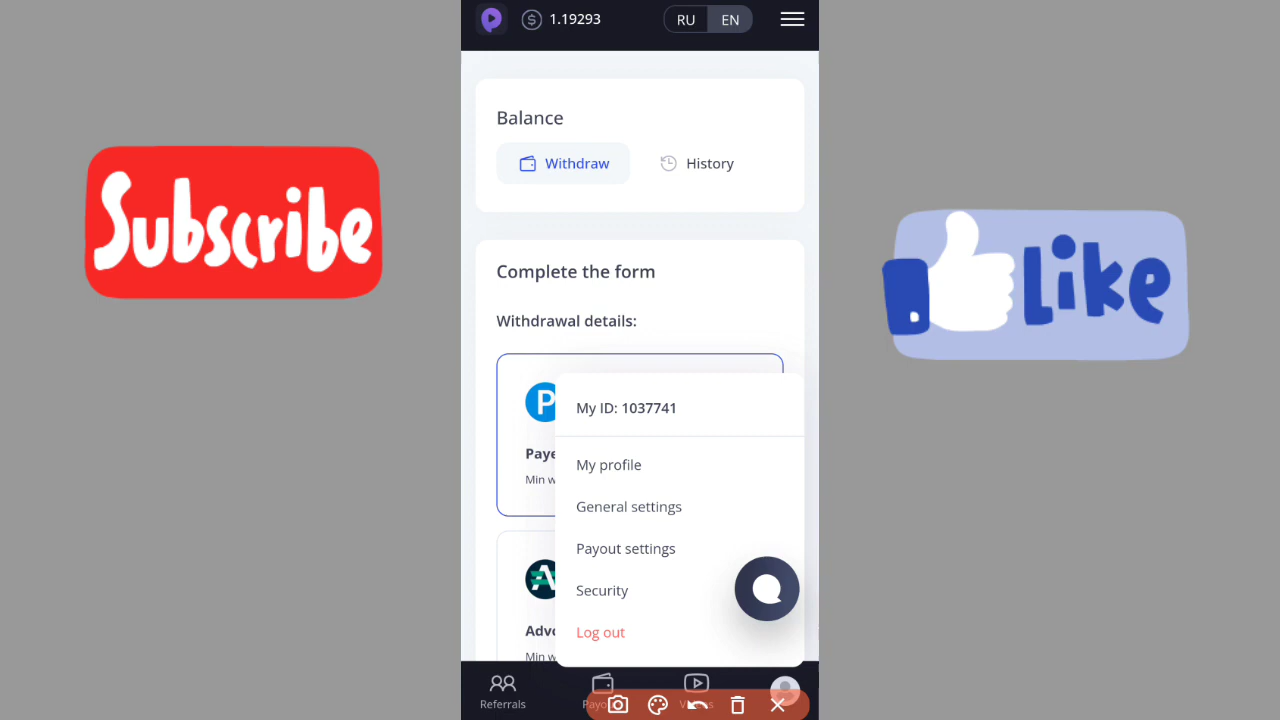 1.19293
RU EN
Balance
Withdraw
History
Subscribe
Like
Complete the form
Withdrawal details:
My ID: 1037741
My profile
General settings
Payout settings
Security
Log out
Referrals